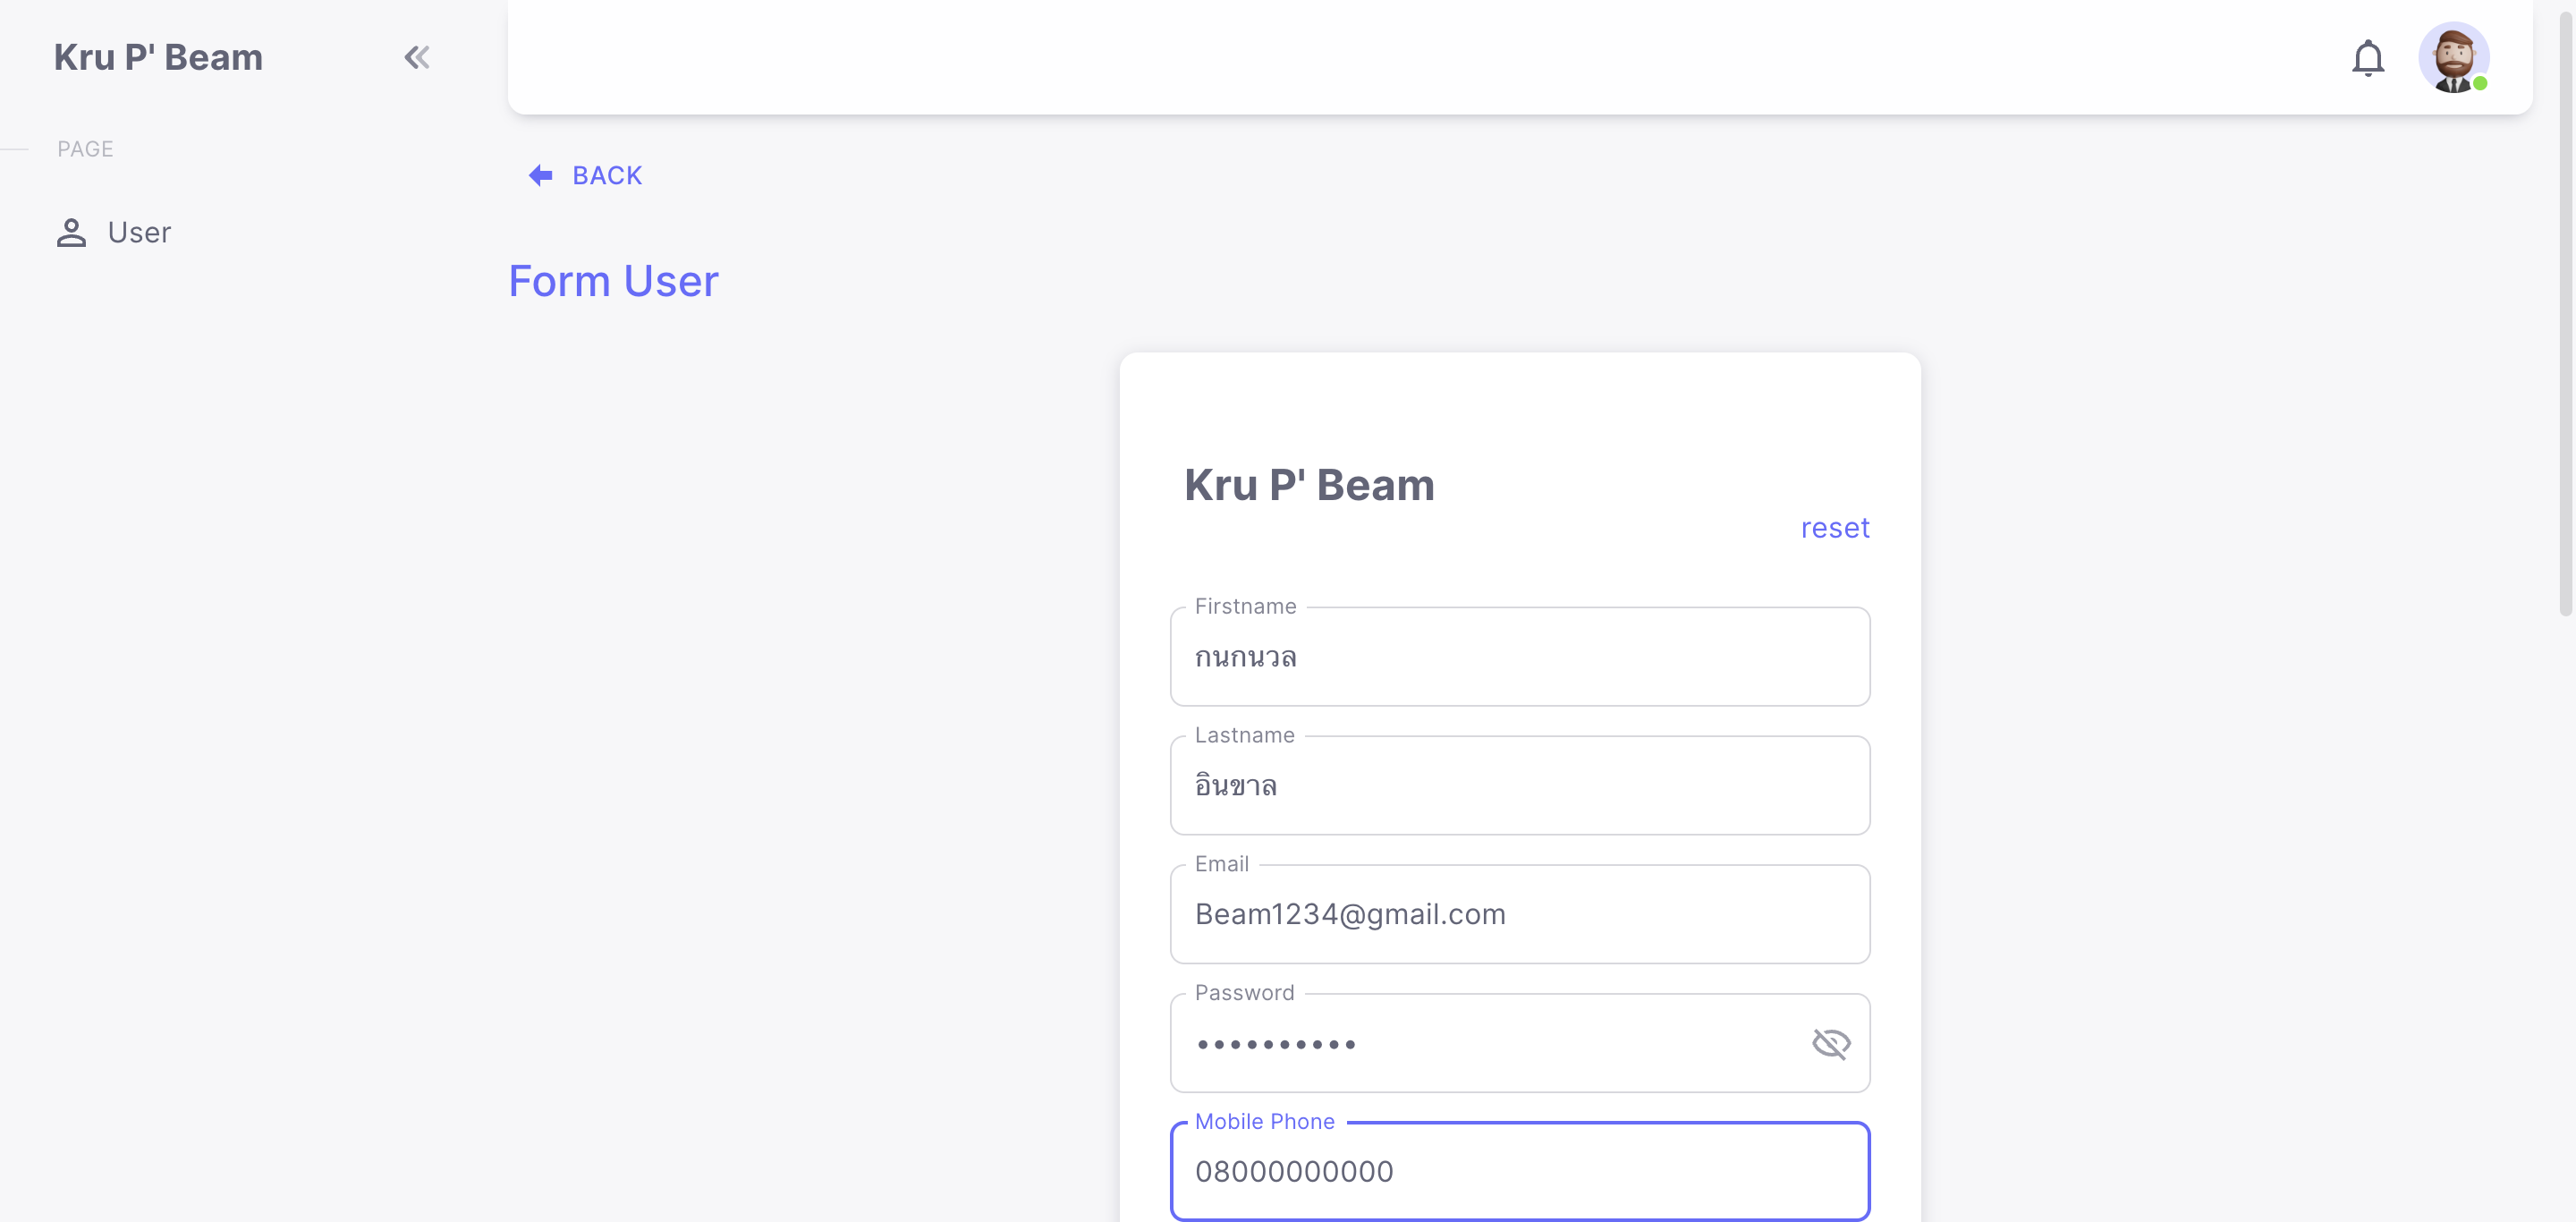 Kru P' Beam
PAGE
User
BACK
Form User
Kru P' Beam
reset
Firstname
กนกนวล
Lastname
อินขาล
Email
Beam1234@gmail.com
Password
••••••••••
Mobile Phone
08000000000